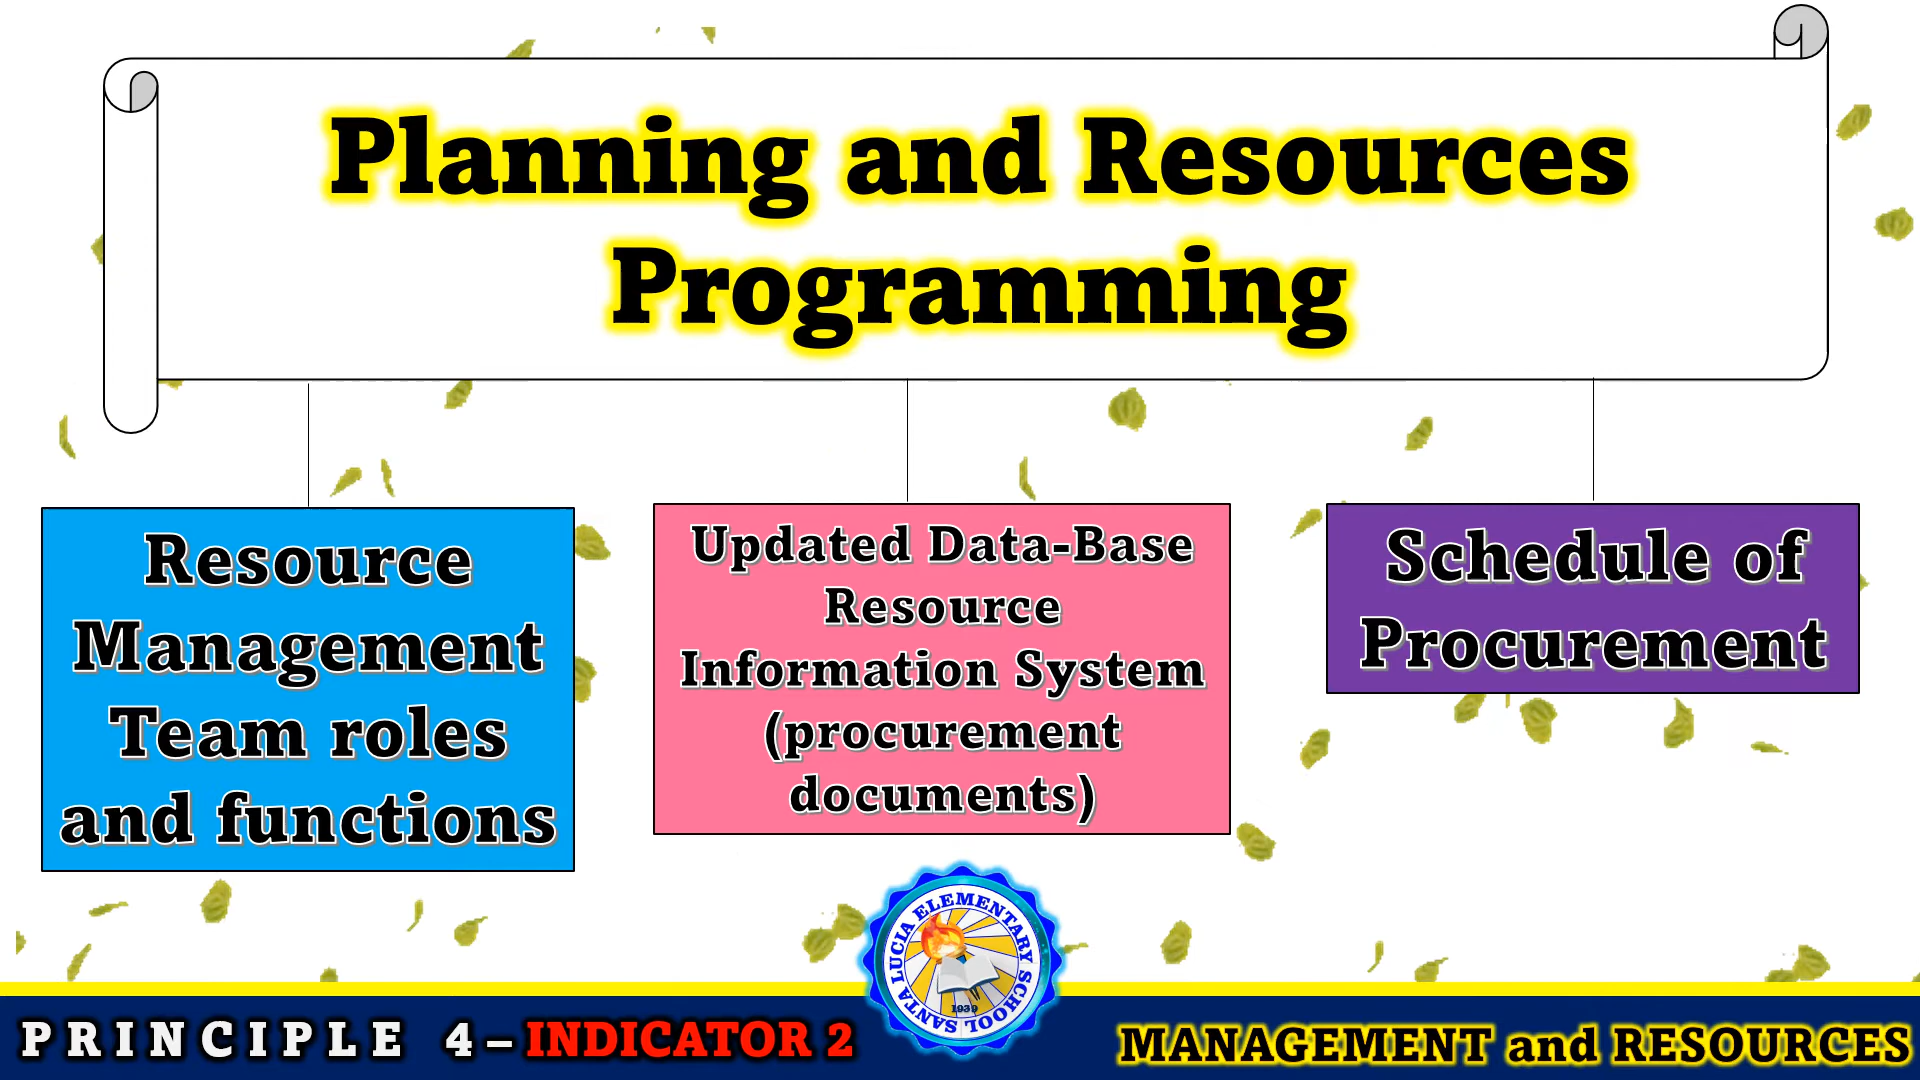 Planning and Resources
Programming
Resource
Management
Team roles
and functions
Updated Data-Base
Resource
Information System
(procurement
documents)
Schedule of
Procurement
SANTA LUCIA ELEMENTARY SCHOOL
1939
PRINCIPLE 4 – INDICATOR 2
MANAGEMENT and RESOURCES